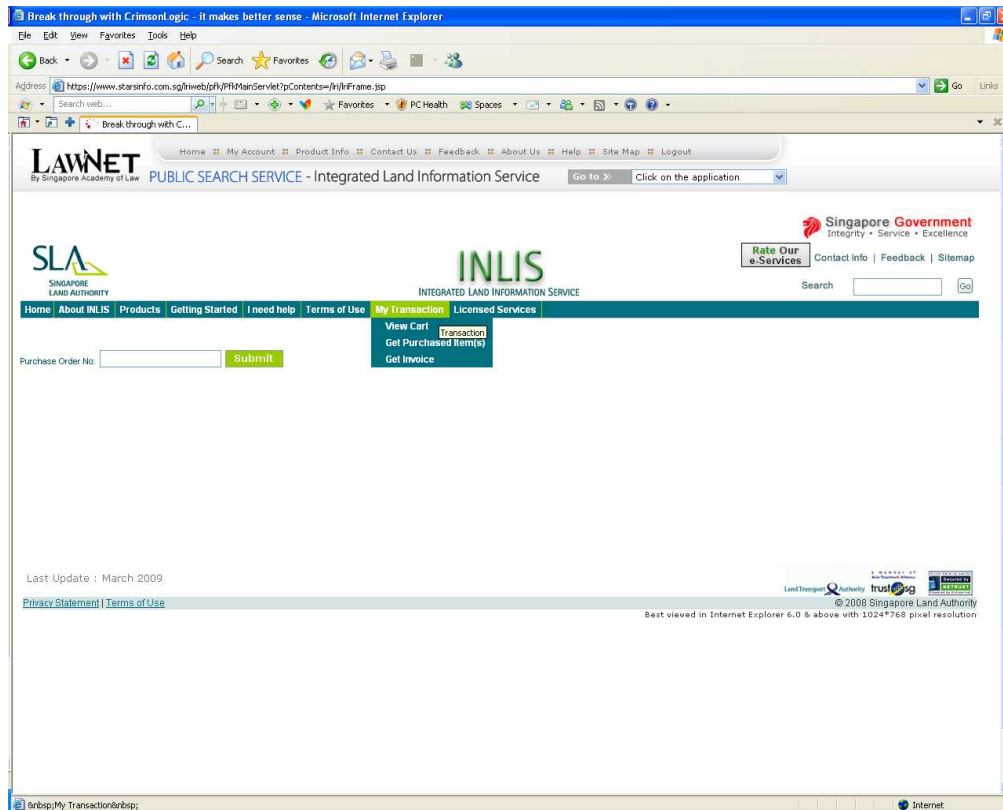 Break through with CrimsonLogic - it makes better sense - Microsoft Internet Explorer
File Edit View Favorites Tools Help
Back Search Favorites
Address https://www.starsinfo.com.sg/lriweb/pfk/PfkMainServlet?pContents=/lri/lriFrame.jsp Go Links
Search web... Favorites PC Health Spaces
Break through with C...
Home My Account Product Info Contact Us Feedback About Us Help Site Map Logout
LAWNET
By Singapore Academy of Law
PUBLIC SEARCH SERVICE - Integrated Land Information Service Go to Click on the application
Singapore Government
Integrity • Service • Excellence
SLA
SINGAPORE
LAND AUTHORITY
INLIS
INTEGRATED LAND INFORMATION SERVICE
Rate Our
e-Services
Contact Info | Feedback | Sitemap
Search Go
Home About INLIS Products Getting Started I need help Terms of Use My Transaction Licensed Services
View Cart
Transaction
Get Purchased Item(s)
Get Invoice
Purchase Order No: Submit
Last Update : March 2009
Land Transport Authority trustsg
Secured by
NETRUST
Privacy Statement | Terms of Use
© 2008 Singapore Land Authority
Best viewed in Internet Explorer 6.0 & above with 1024*768 pixel resolution
&nbsp;My Transaction&nbsp; Internet